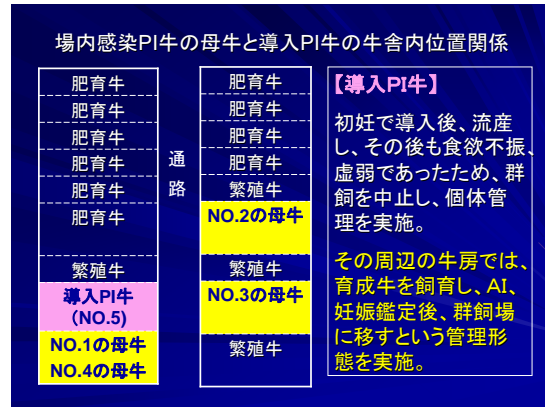 場内感染PI牛の母牛と導入PI牛の牛舎内位置関係
肥育牛
肥育牛
肥育牛
肥育牛
肥育牛
肥育牛
繁殖牛
導入PI牛
(NO.5)
NO.1の母牛
NO.4の母牛
通
路
肥育牛
肥育牛
肥育牛
肥育牛
繁殖牛
NO.2の母牛
繁殖牛
NO.3の母牛
繁殖牛
【導入PI牛】
初妊で導入後、流産
し、その後も食欲不振、
虚弱であったため、群
飼を中止し、個体管
理を実施。
その周辺の牛房では、
育成牛を飼育し、AI、
妊娠鑑定後、群飼場
に移すという管理形
態を実施。